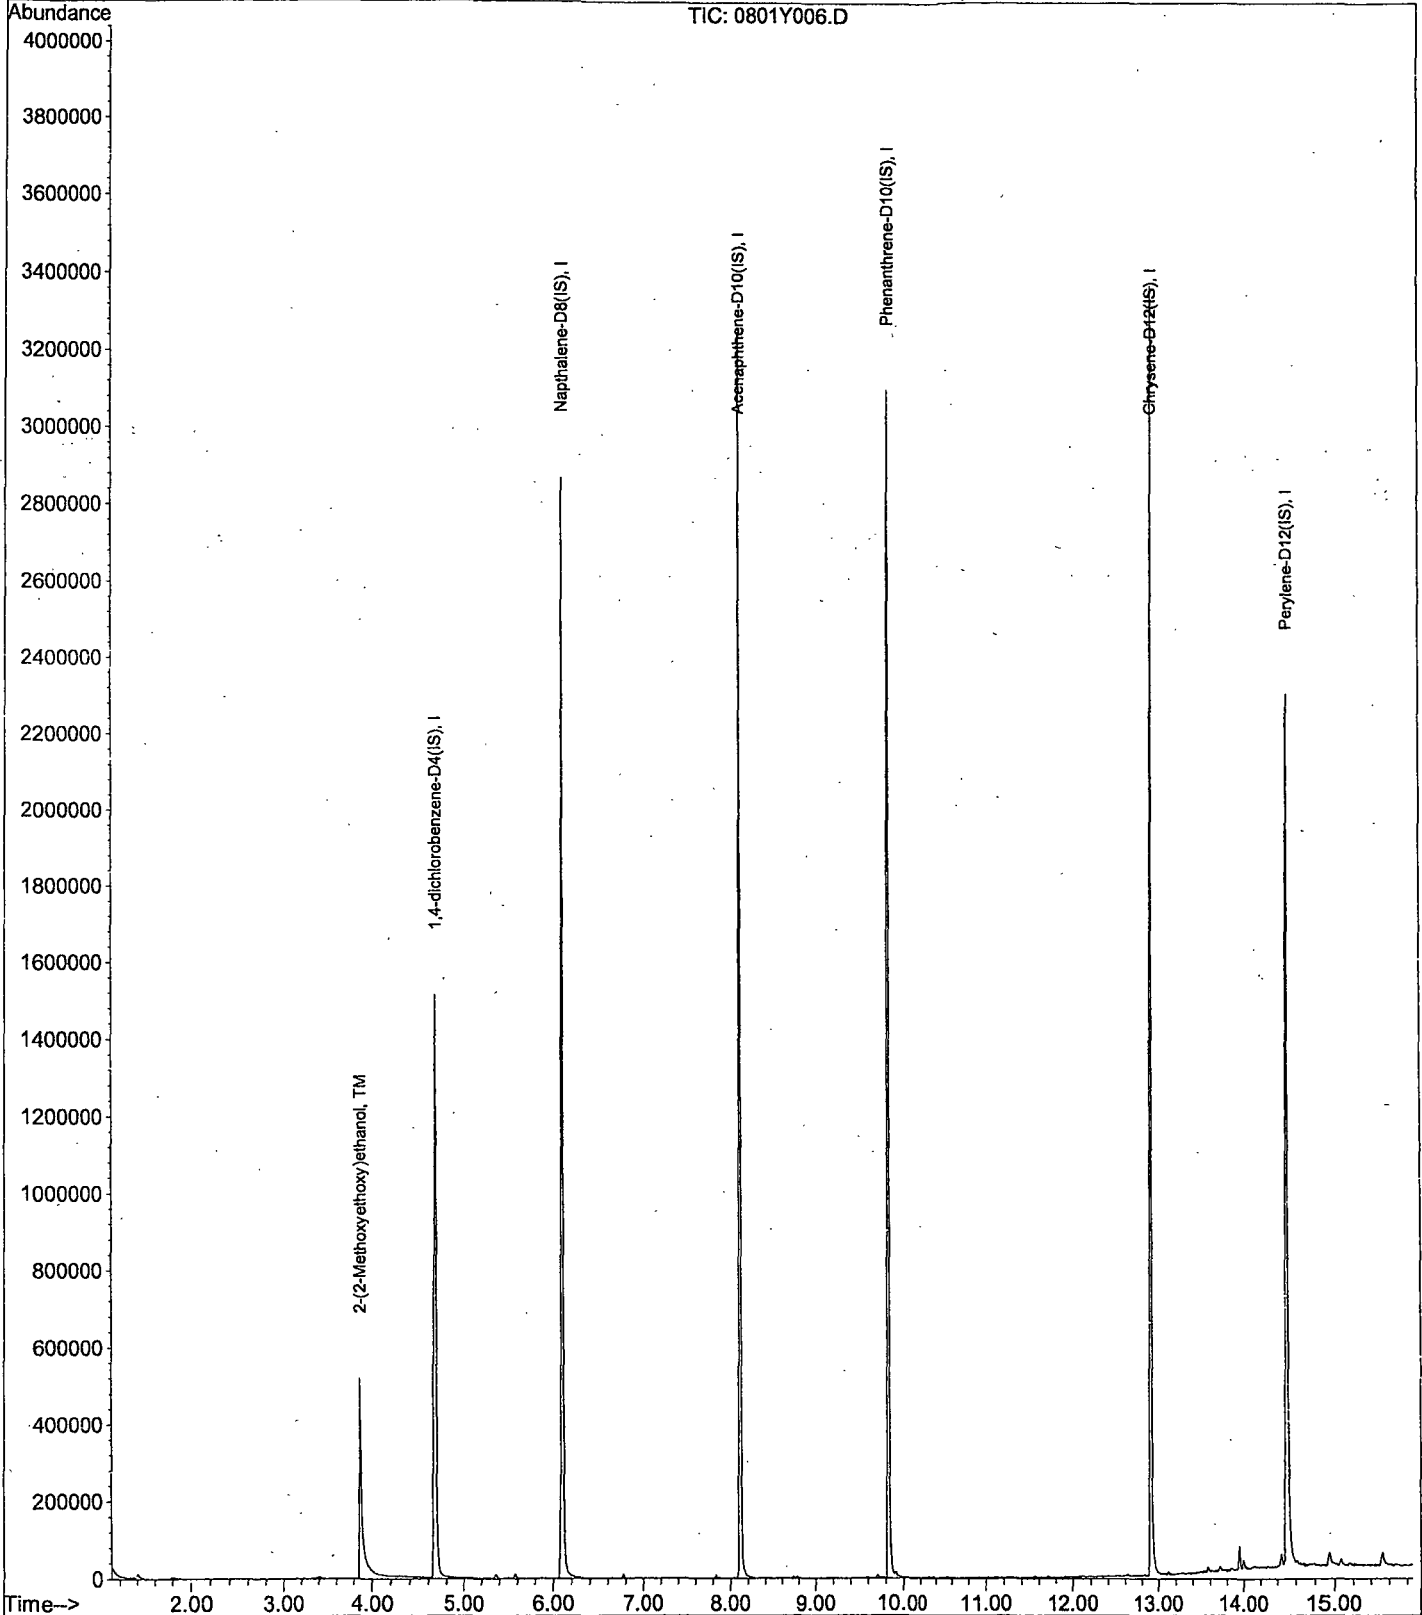 Abundance
TIC: 0801Y006.D
4000000
3800000
3600000
3400000
3200000
3000000
2800000
2600000
2400000
2200000
2000000
1800000
1600000
1400000
1200000
1000000
800000
600000
400000
200000
0
2-(2-Methoxyethoxy)ethanol, TM
1,4-dichlorobenzene-D4(IS), I
Napthalene-D8(IS), I
Acenaphthene-D10(IS), I
Phenanthrene-D10(IS), I
Chrysene-D12(IS), I
Perylene-D12(IS), I
Time--> 2.00 3.00 4.00 5.00 6.00 7.00 8.00 9.00 10.00 11.00 12.00 13.00 14.00 15.00